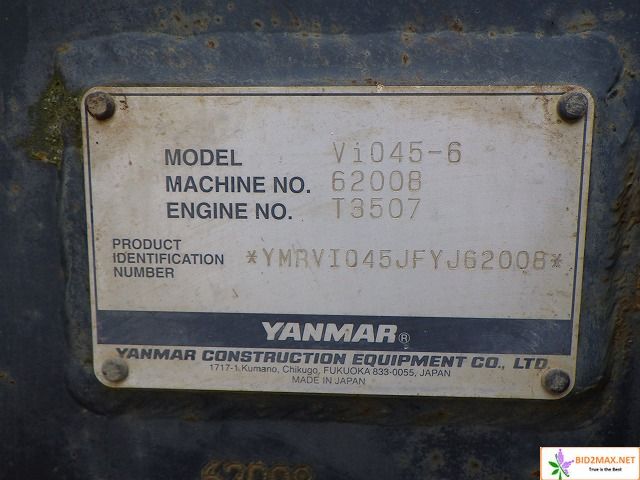 MODEL Vi045-6
MACHINE NO. 62008
ENGINE NO. T3507
PRODUCT
IDENTIFICATION
NUMBER
*YMRVI045JFYJ62008*
YANMAR®
YANMAR CONSTRUCTION EQUIPMENT CO., LTD
1717-1 Kumano, Chikugo, FUKUOKA 833-0055, JAPAN
MADE IN JAPAN
62008
BID2MAX.NET
True is the Best